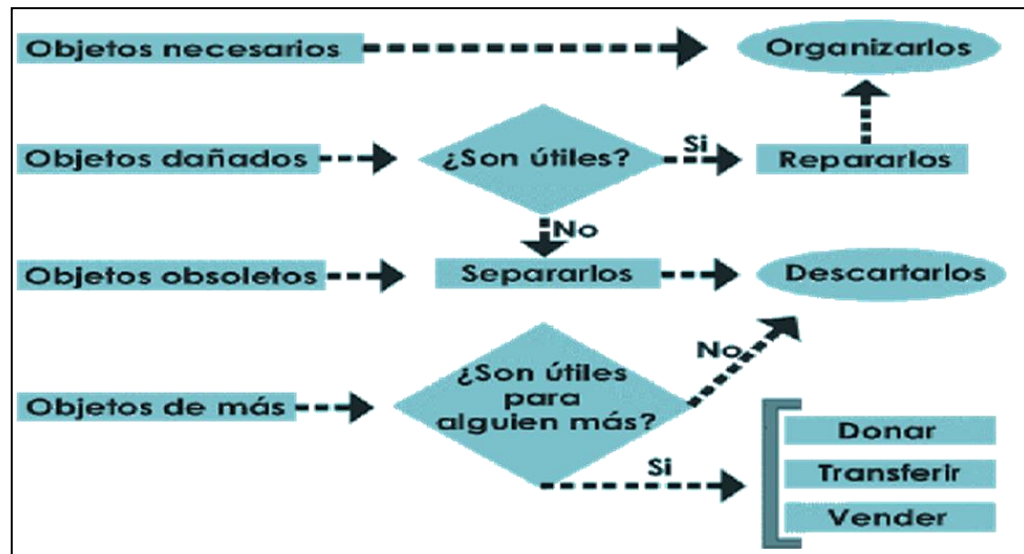 Objetos necesarios
Organizarlos
Objetos dañados
¿Son útiles?
Si
Repararlos
No
Objetos obsoletos
Separarlos
Descartarlos
Objetos de más
¿Son útiles
para
alguien más?
No
Si
Donar
Transferir
Vender